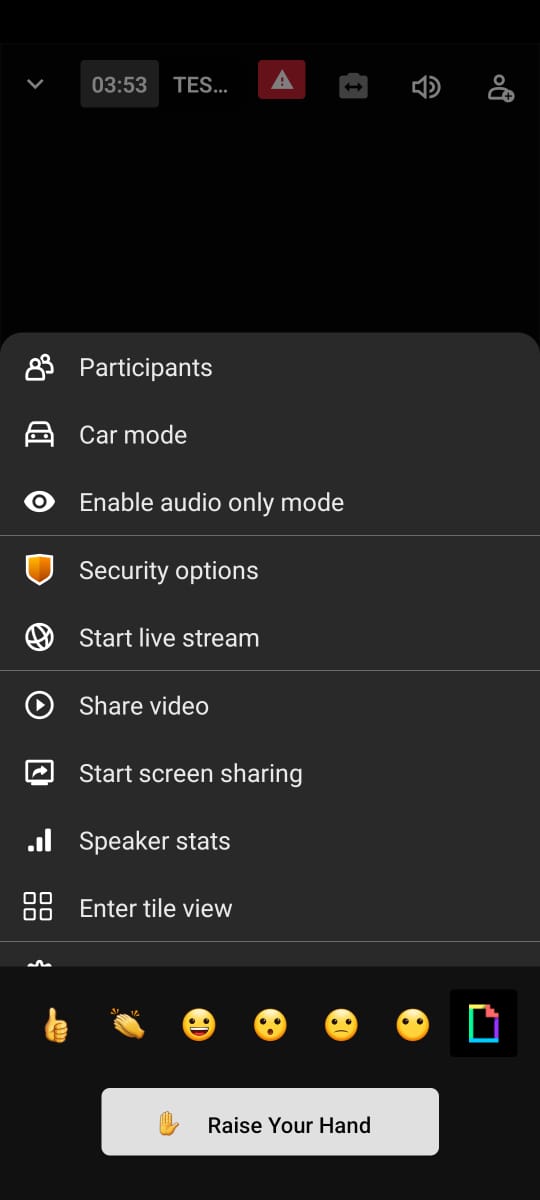 03:53 TES...
Participants
Car mode
Enable audio only mode
Security options
Start live stream
Share video
Start screen sharing
Speaker stats
Enter tile view
Raise Your Hand